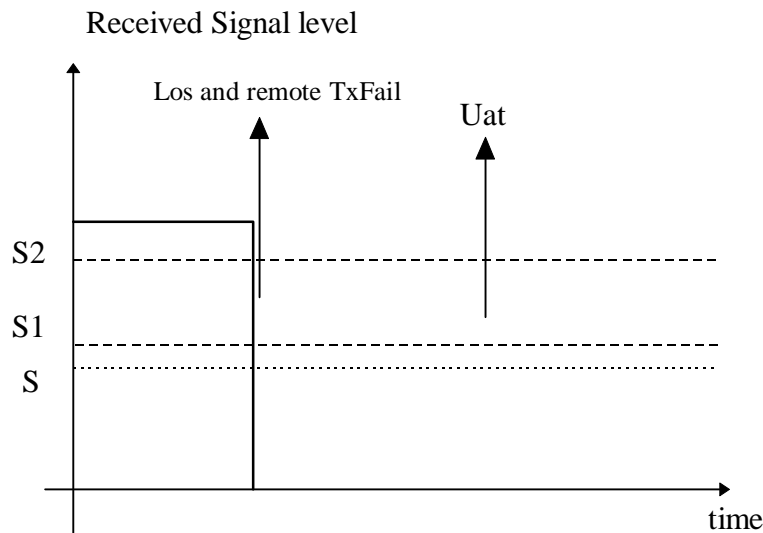 Received Signal level
Los and remote TxFail
Uat
S2
S1
S
time